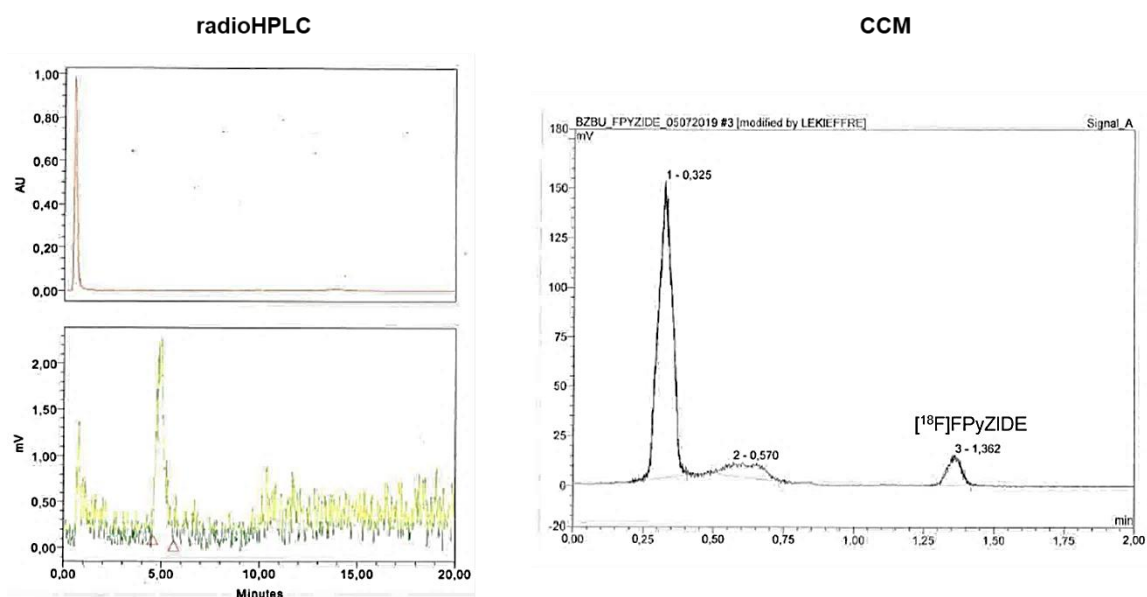 radioHPLC
CCM
1,00
0,80
0,60
0,40
0,20
0,00
AU
2,00
1,50
1,00
0,50
0,00
mV
0,00 5,00 10,00 15,00 20,00
Minutes
BZBU_FPYZIDE_05072019 #3 [modified by LEKIEFFRE] Signal_A
180
mV
150
125
100
75
50
25
0
-20
1 - 0,325
2 - 0,570
[¹⁸F]FPyZIDE
3 - 1,362
min
0,00 0,25 0,50 0,75 1,00 1,25 1,50 1,75 2,00